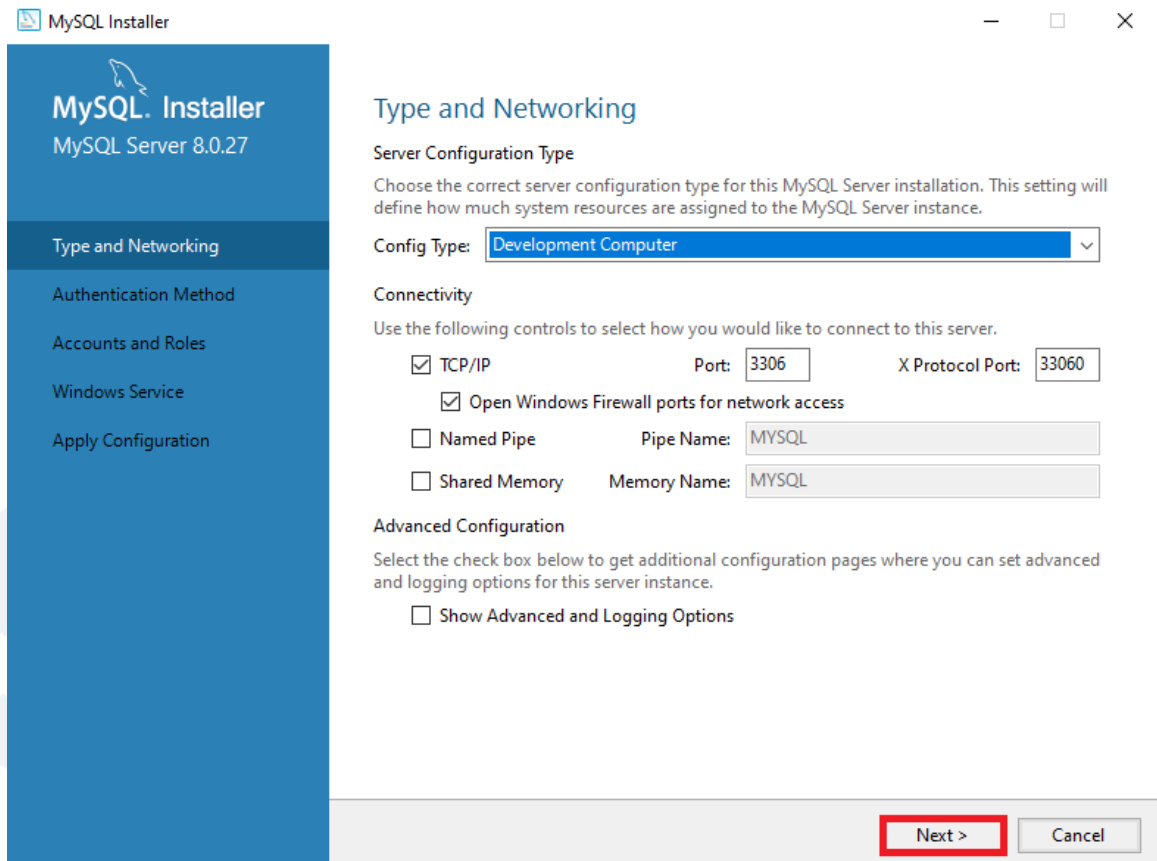 MySQL Installer
MySQL. Installer
MySQL Server 8.0.27
Type and Networking
Authentication Method
Accounts and Roles
Windows Service
Apply Configuration
Type and Networking
Server Configuration Type
Choose the correct server configuration type for this MySQL Server installation. This setting will
define how much system resources are assigned to the MySQL Server instance.
Config Type: Development Computer
Connectivity
Use the following controls to select how you would like to connect to this server.
TCP/IP Port: 3306 X Protocol Port: 33060
Open Windows Firewall ports for network access
Named Pipe Pipe Name: MYSQL
Shared Memory Memory Name: MYSQL
Advanced Configuration
Select the check box below to get additional configuration pages where you can set advanced
and logging options for this server instance.
Show Advanced and Logging Options
Next > Cancel